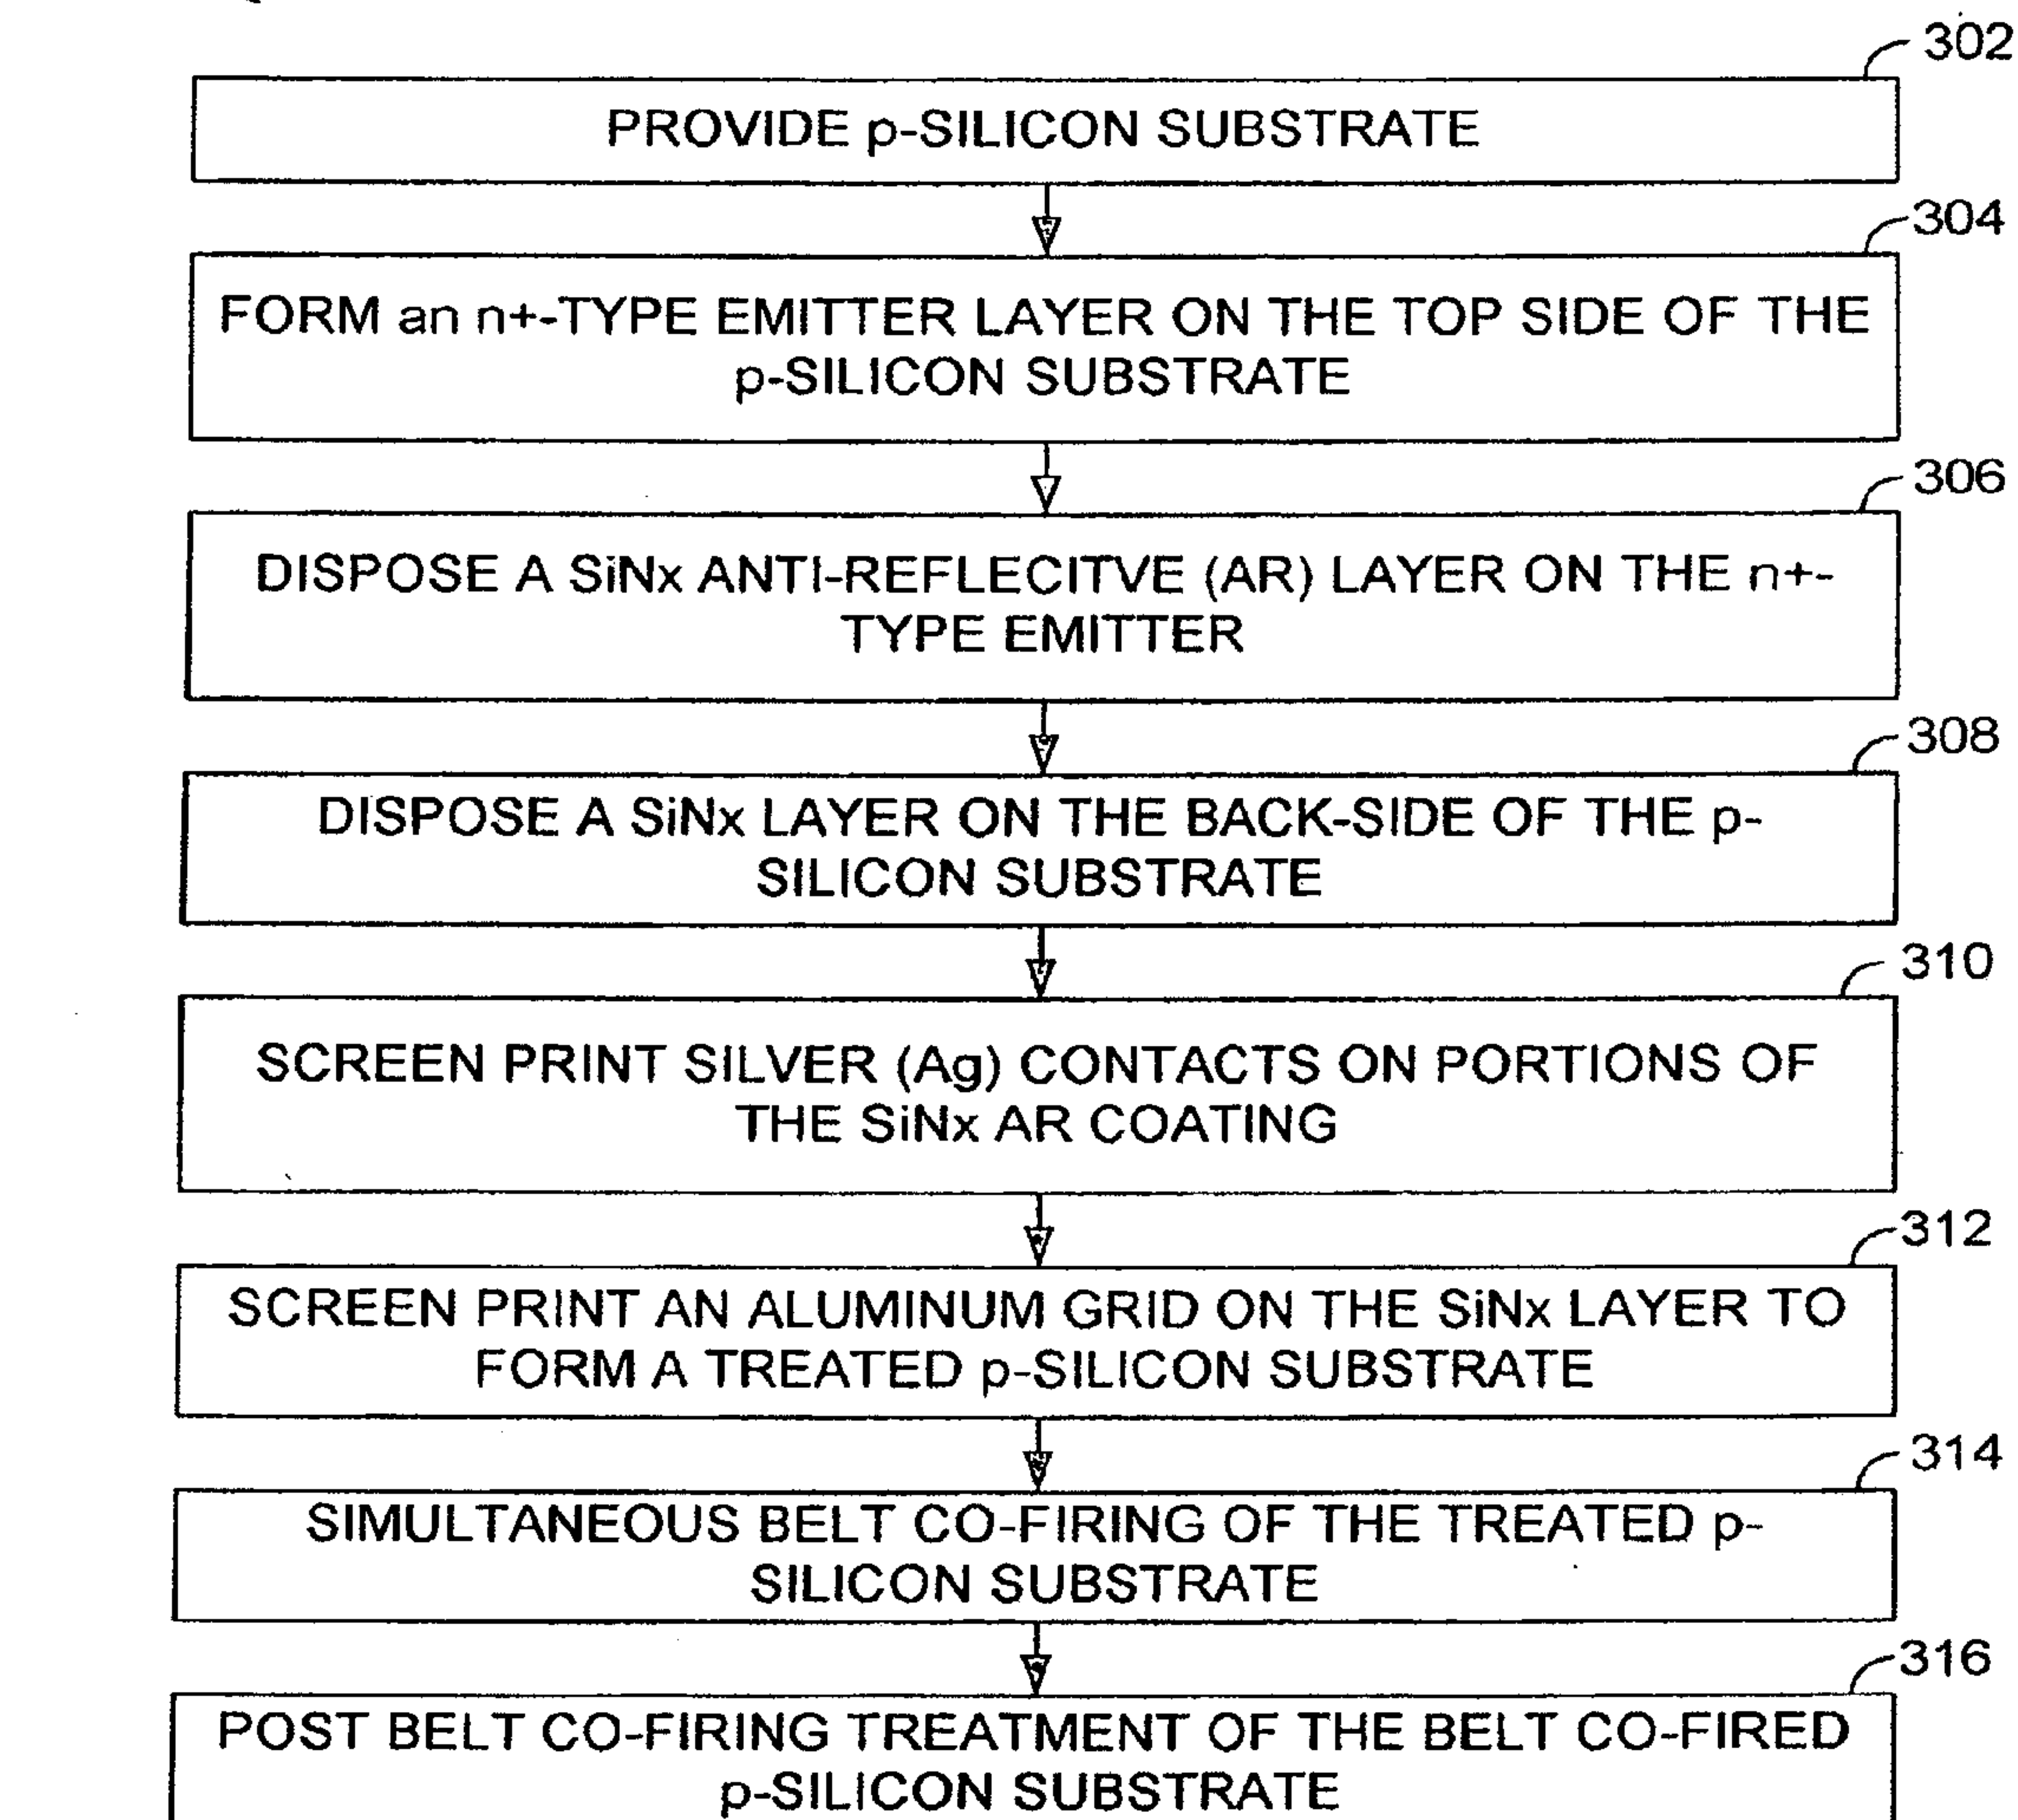 302
PROVIDE p-SILICON SUBSTRATE
304
FORM an n+-TYPE EMITTER LAYER ON THE TOP SIDE OF THE
p-SILICON SUBSTRATE
306
DISPOSE A SiNx ANTI-REFLECITVE (AR) LAYER ON THE n+-
TYPE EMITTER
308
DISPOSE A SiNx LAYER ON THE BACK-SIDE OF THE p-
SILICON SUBSTRATE
310
SCREEN PRINT SILVER (Ag) CONTACTS ON PORTIONS OF
THE SiNx AR COATING
312
SCREEN PRINT AN ALUMINUM GRID ON THE SiNx LAYER TO
FORM A TREATED p-SILICON SUBSTRATE
314
SIMULTANEOUS BELT CO-FIRING OF THE TREATED p-
SILICON SUBSTRATE
316
POST BELT CO-FIRING TREATMENT OF THE BELT CO-FIRED
p-SILICON SUBSTRATE